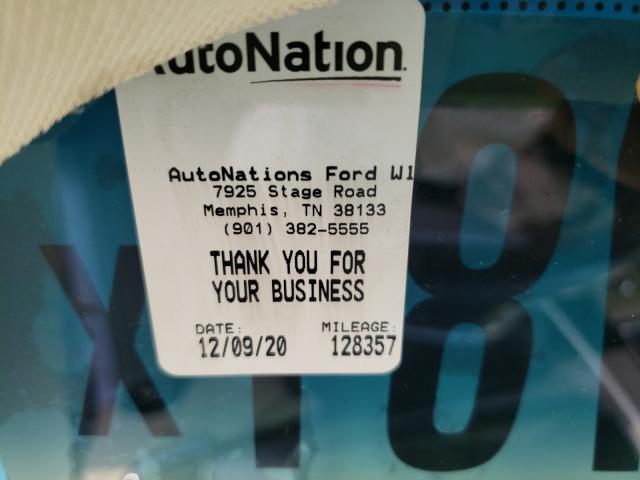 AutoNation.
AutoNations Ford W1
7925 Stage Road
Memphis, TN 38133
(901) 382-5555
THANK YOU FOR
YOUR BUSINESS
DATE: MILEAGE:
12/09/20 128357